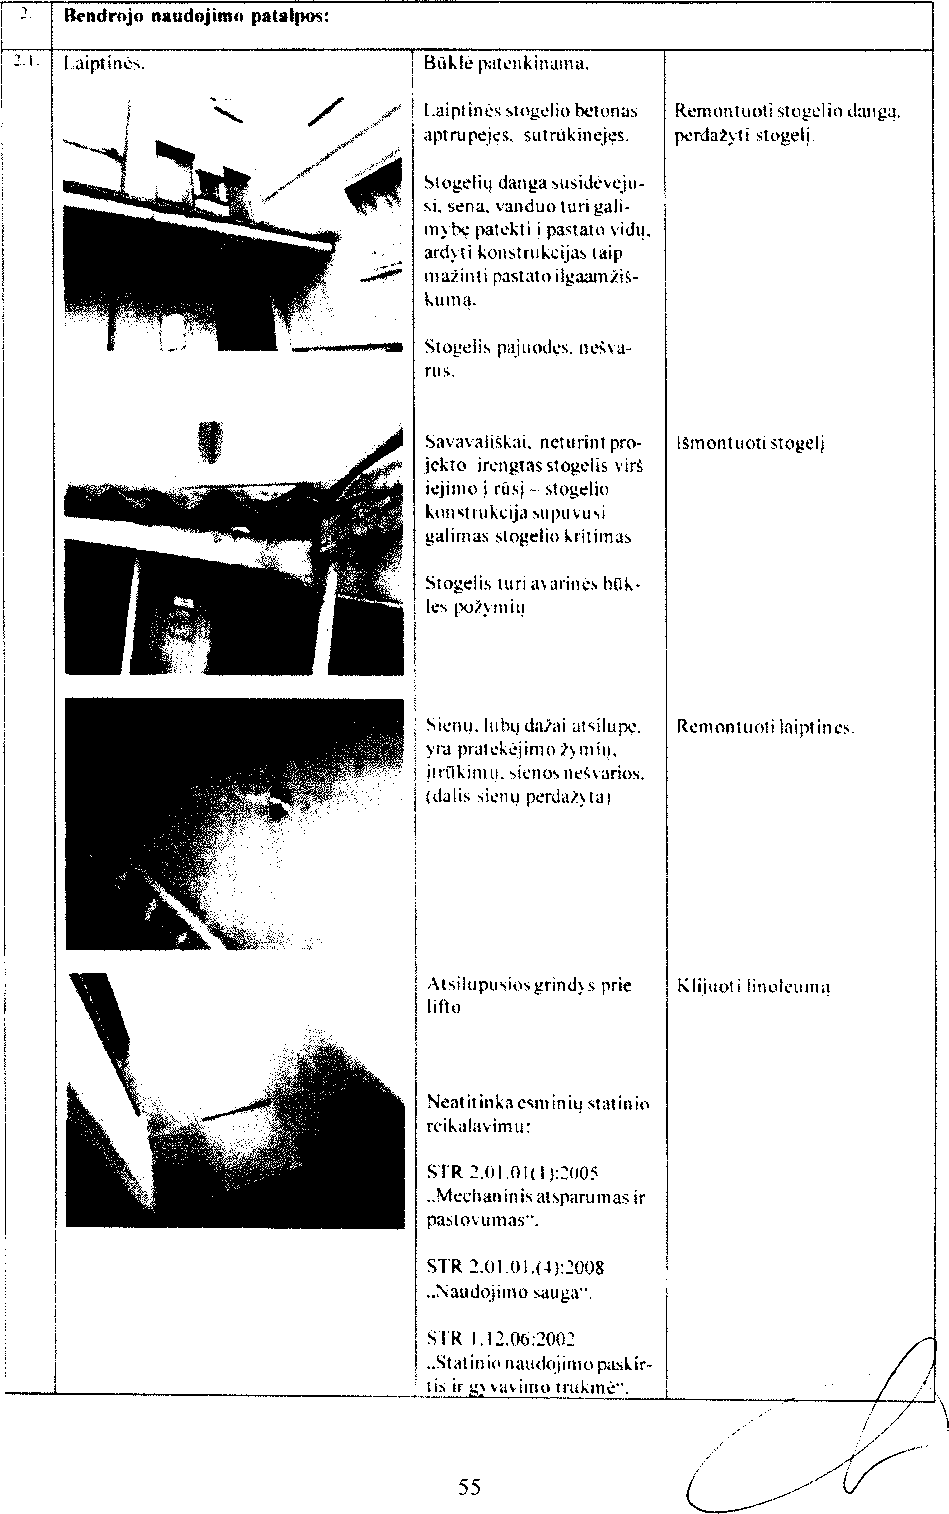 2. Bendrojo naudojimo patalpos:
2.1. Laiptinės.
Būklė patenkinama.
Laiptinės stogelio betonas
aptrupėjęs, sutrūkinėjęs.
Remontuoti stogelio dangą,
perdažyti stogelį.
Stogelių danga susidėvėju-
si, sena, vanduo turi gali-
mybę patekti į pastato vidų,
ardyti konstrukcijas taip
mažinti pastato ilgaamžiš-
kumą.
Stogelis pajuodęs, nešva-
rus.
Savavališkai, neturint pro-
jekto įrengtas stogelis virš
įėjimo į rūsį – stogelio
konstrukcija supuvusi
galimas stogelio kritimas
Išmontuoti stogelį
Stogelis turi avarinės būk-
lės požymių
Sienų, lubų dažai atsilupę,
yra pratekėjimo žymių,
įtrūkimų, sienos nešvarios.
(dalis sienų perdažyta)
Remontuoti laiptines.
Atsilupusios grindys prie
lifto
Klijuoti linoleumą
Neatitinka esminių statinio
reikalavimų:
STR 2.01.01(1):2005
„Mechaninis atsparumas ir
pastovumas“.
STR 2.01.01.(4):2008
„Naudojimo sauga“.
STR 1.12.06:2002
„Statinio naudojimo paskir-
tis ir gyvavimo trukmė“.
55